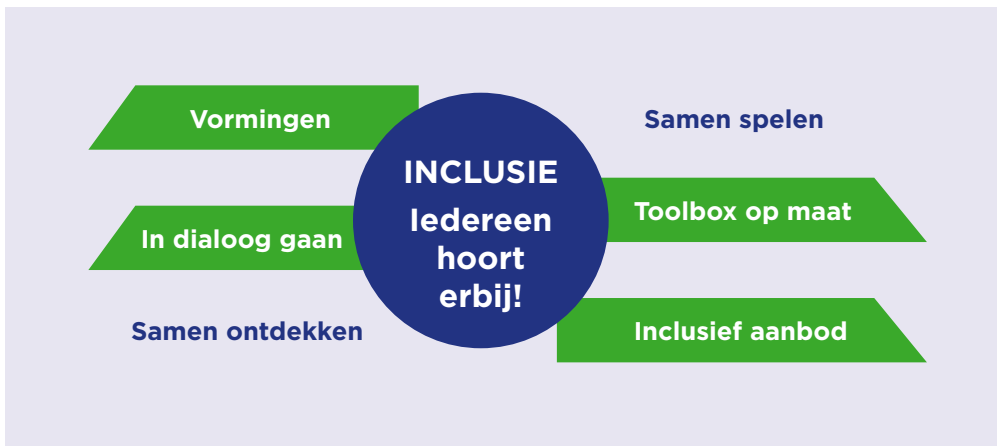 Vormingen
In dialoog gaan
Samen ontdekken
INCLUSIE
Iedereen
hoort
erbij!
Samen spelen
Toolbox op maat
Inclusief aanbod